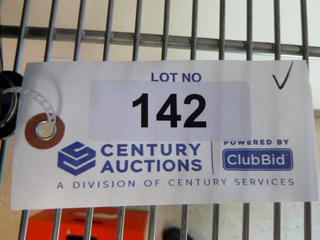 LOT NO
142
CENTURY AUCTIONS
POWERED BY
ClubBid
A DIVISION OF CENTURY SERVICES